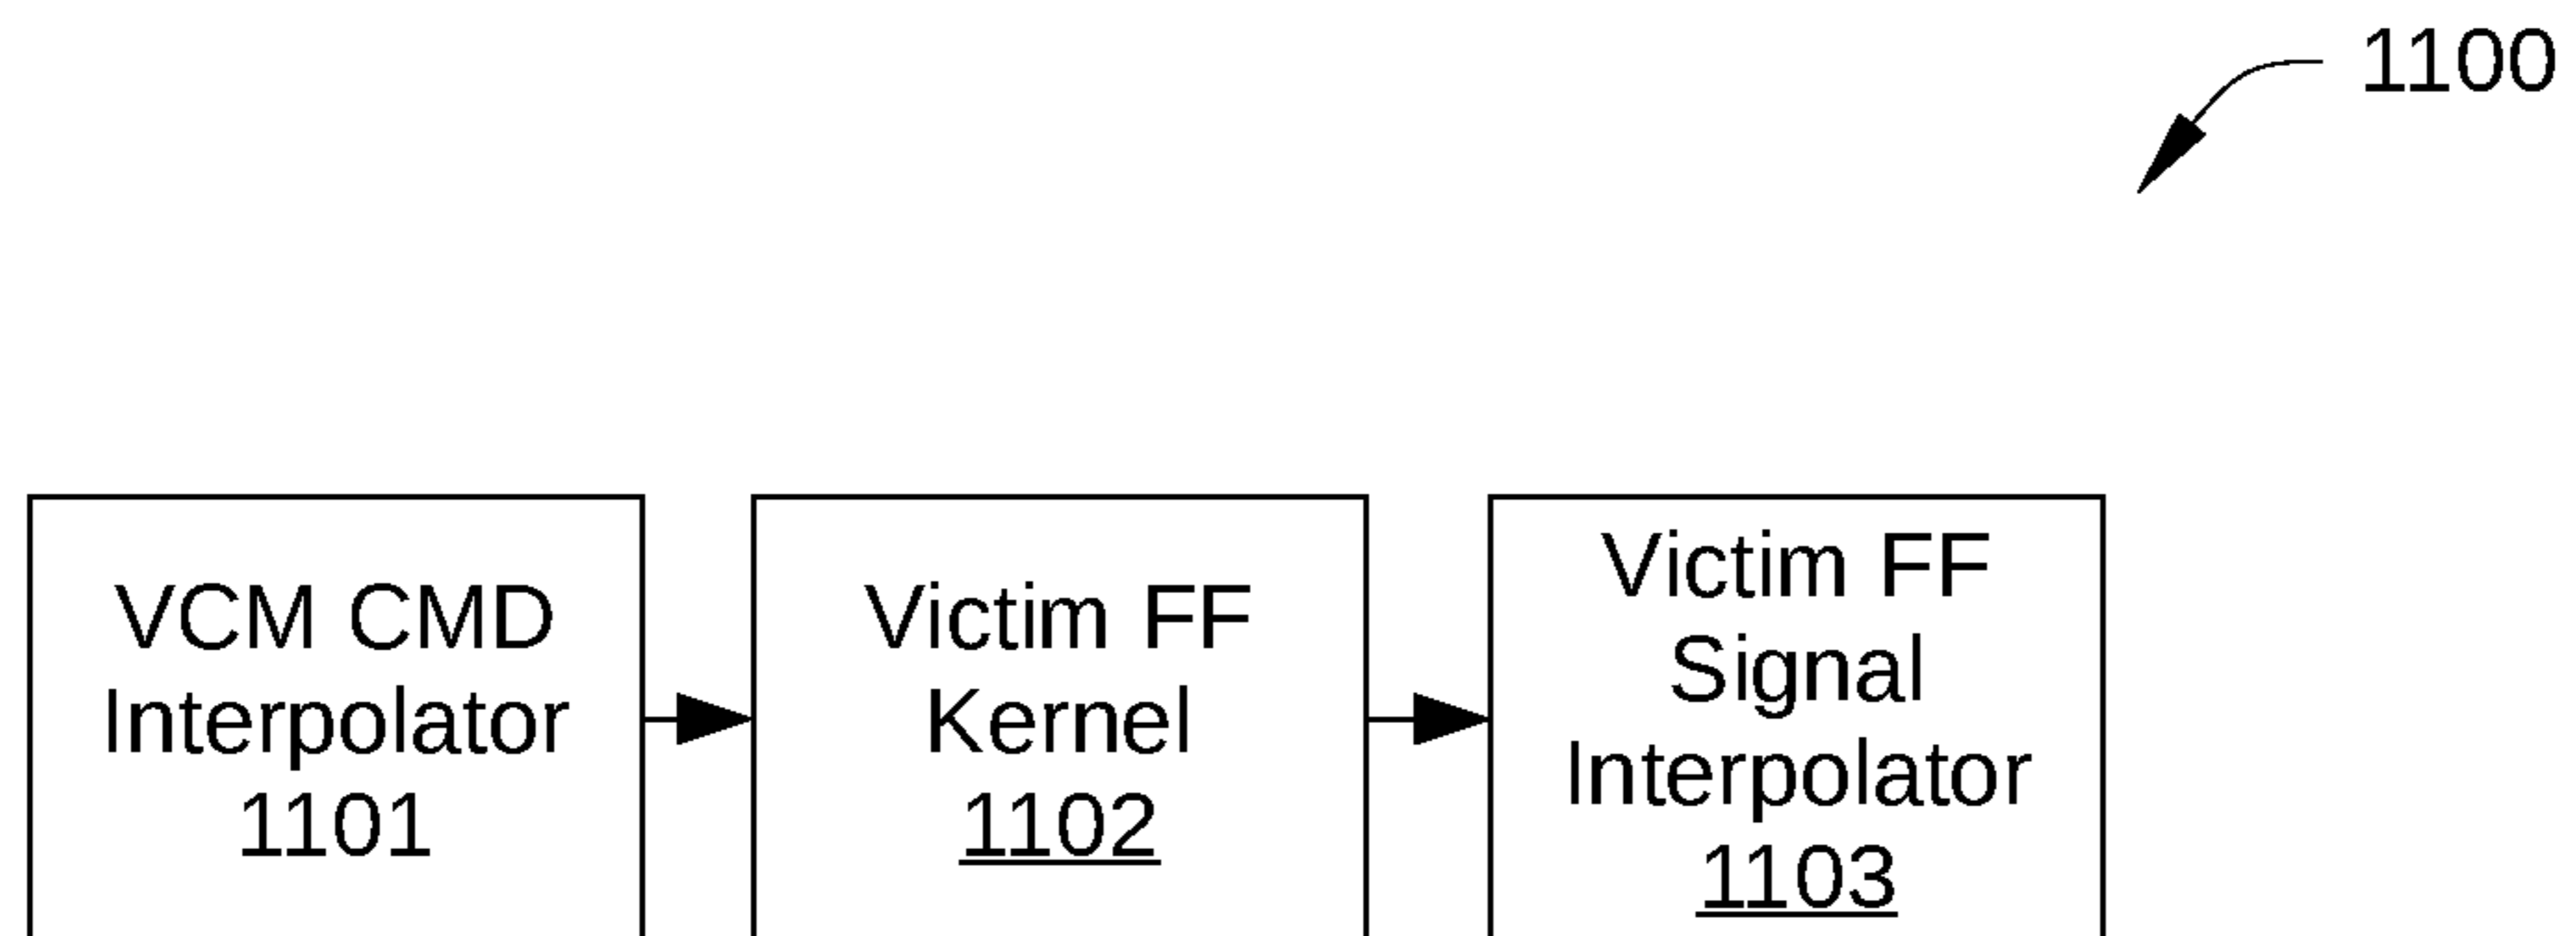 1100
VCM CMD
Interpolator
1101
Victim FF
Kernel
1102
Victim FF
Signal
Interpolator
1103